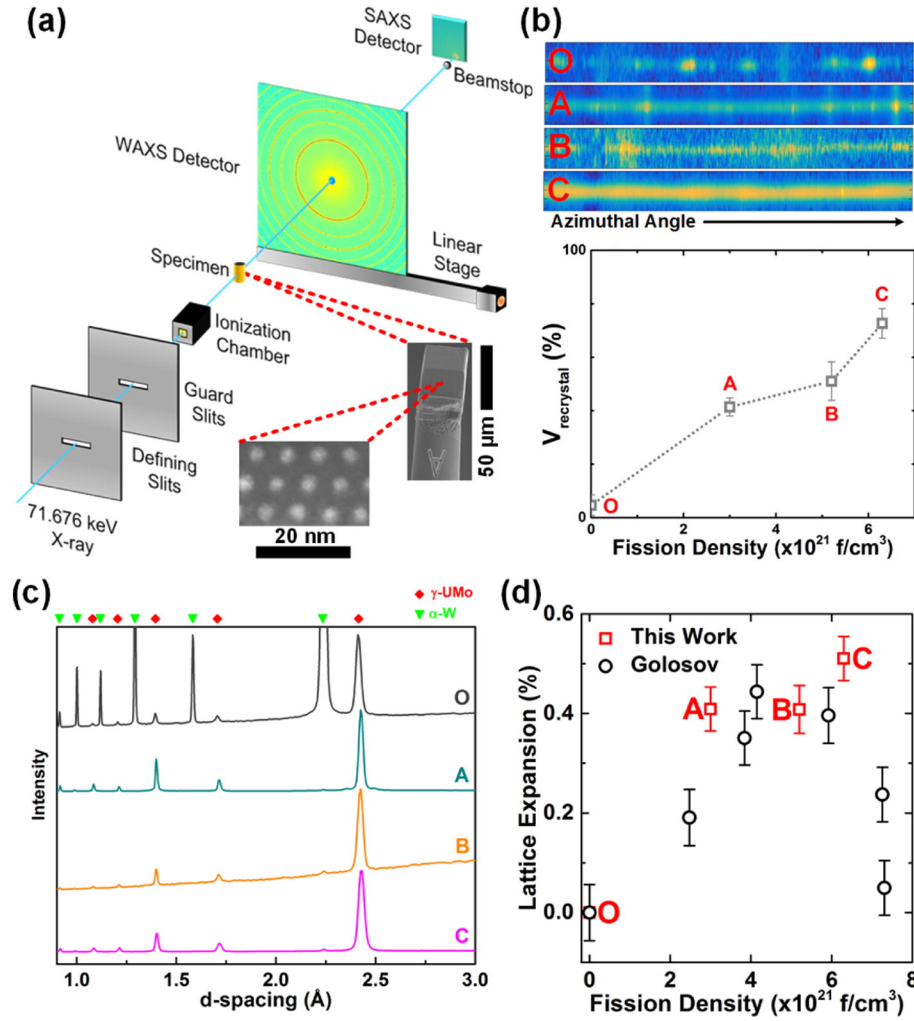 (a)
SAXS
Detector
Beamstop
WAXS Detector
Linear
Stage
Specimen
Ionization
Chamber
Guard
Slits
Defining
Slits
71.676 keV
X-ray
20 nm
50 µm
A
(b)
O
A
B
C
Azimuthal Angle
100
V recrystal (%)
0
A
B
C
O
0 2 4 6
Fission Density (x10²¹ f/cm³)
(c)
γ-UMo
α-W
Intensity
O
A
B
C
1.0 1.5 2.0 2.5 3.0
d-spacing (Å)
(d)
0.6
0.4
0.2
0.0
Lattice Expansion (%)
This Work
Golosov
A
B
C
O
0 2 4 6 8
Fission Density (x10²¹ f/cm³)